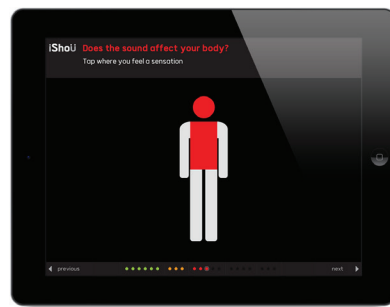 iShoU
Does the sound affect your body?
Tap where you feel a sensation
previous
next